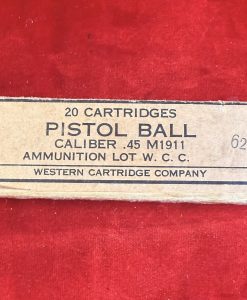 20 CARTRIDGES
PISTOL BALL
CALIBER .45 M1911
AMMUNITION LOT W. C. C.
WESTERN CARTRIDGE COMPANY